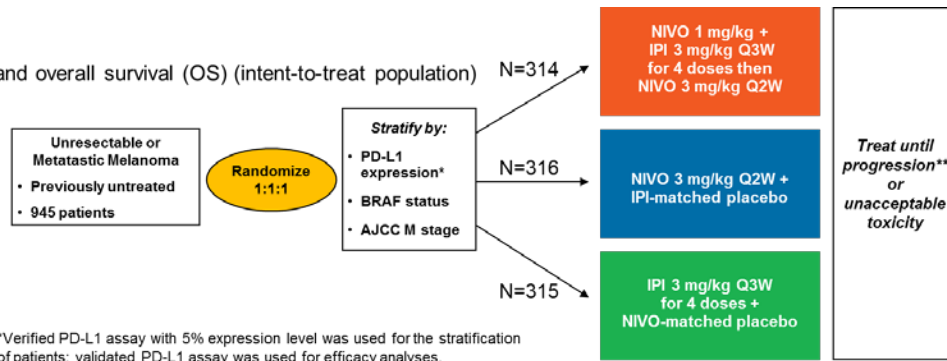 and overall survival (OS) (intent-to-treat population)
Unresectable or
Metatastic Melanoma
• Previously untreated
• 945 patients
Randomize
1:1:1
Stratify by:
• PD-L1
expression*
• BRAF status
• AJCC M stage
N=314
N=316
N=315
NIVO 1 mg/kg +
IPI 3 mg/kg Q3W
for 4 doses then
NIVO 3 mg/kg Q2W
NIVO 3 mg/kg Q2W +
IPI-matched placebo
IPI 3 mg/kg Q3W
for 4 doses +
NIVO-matched placebo
Treat until
progression**
or
unacceptable
toxicity
*Verified PD-L1 assay with 5% expression level was used for the stratification
of patients; validated PD-L1 assay was used for efficacy analyses.